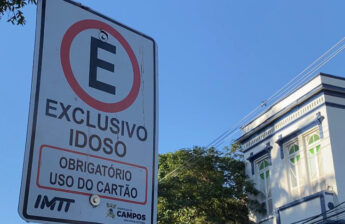 E
EXCLUSIVO
IDOSO
OBRIGATÓRIO
USO DO CARTÃO
IMTT
CAMPOS